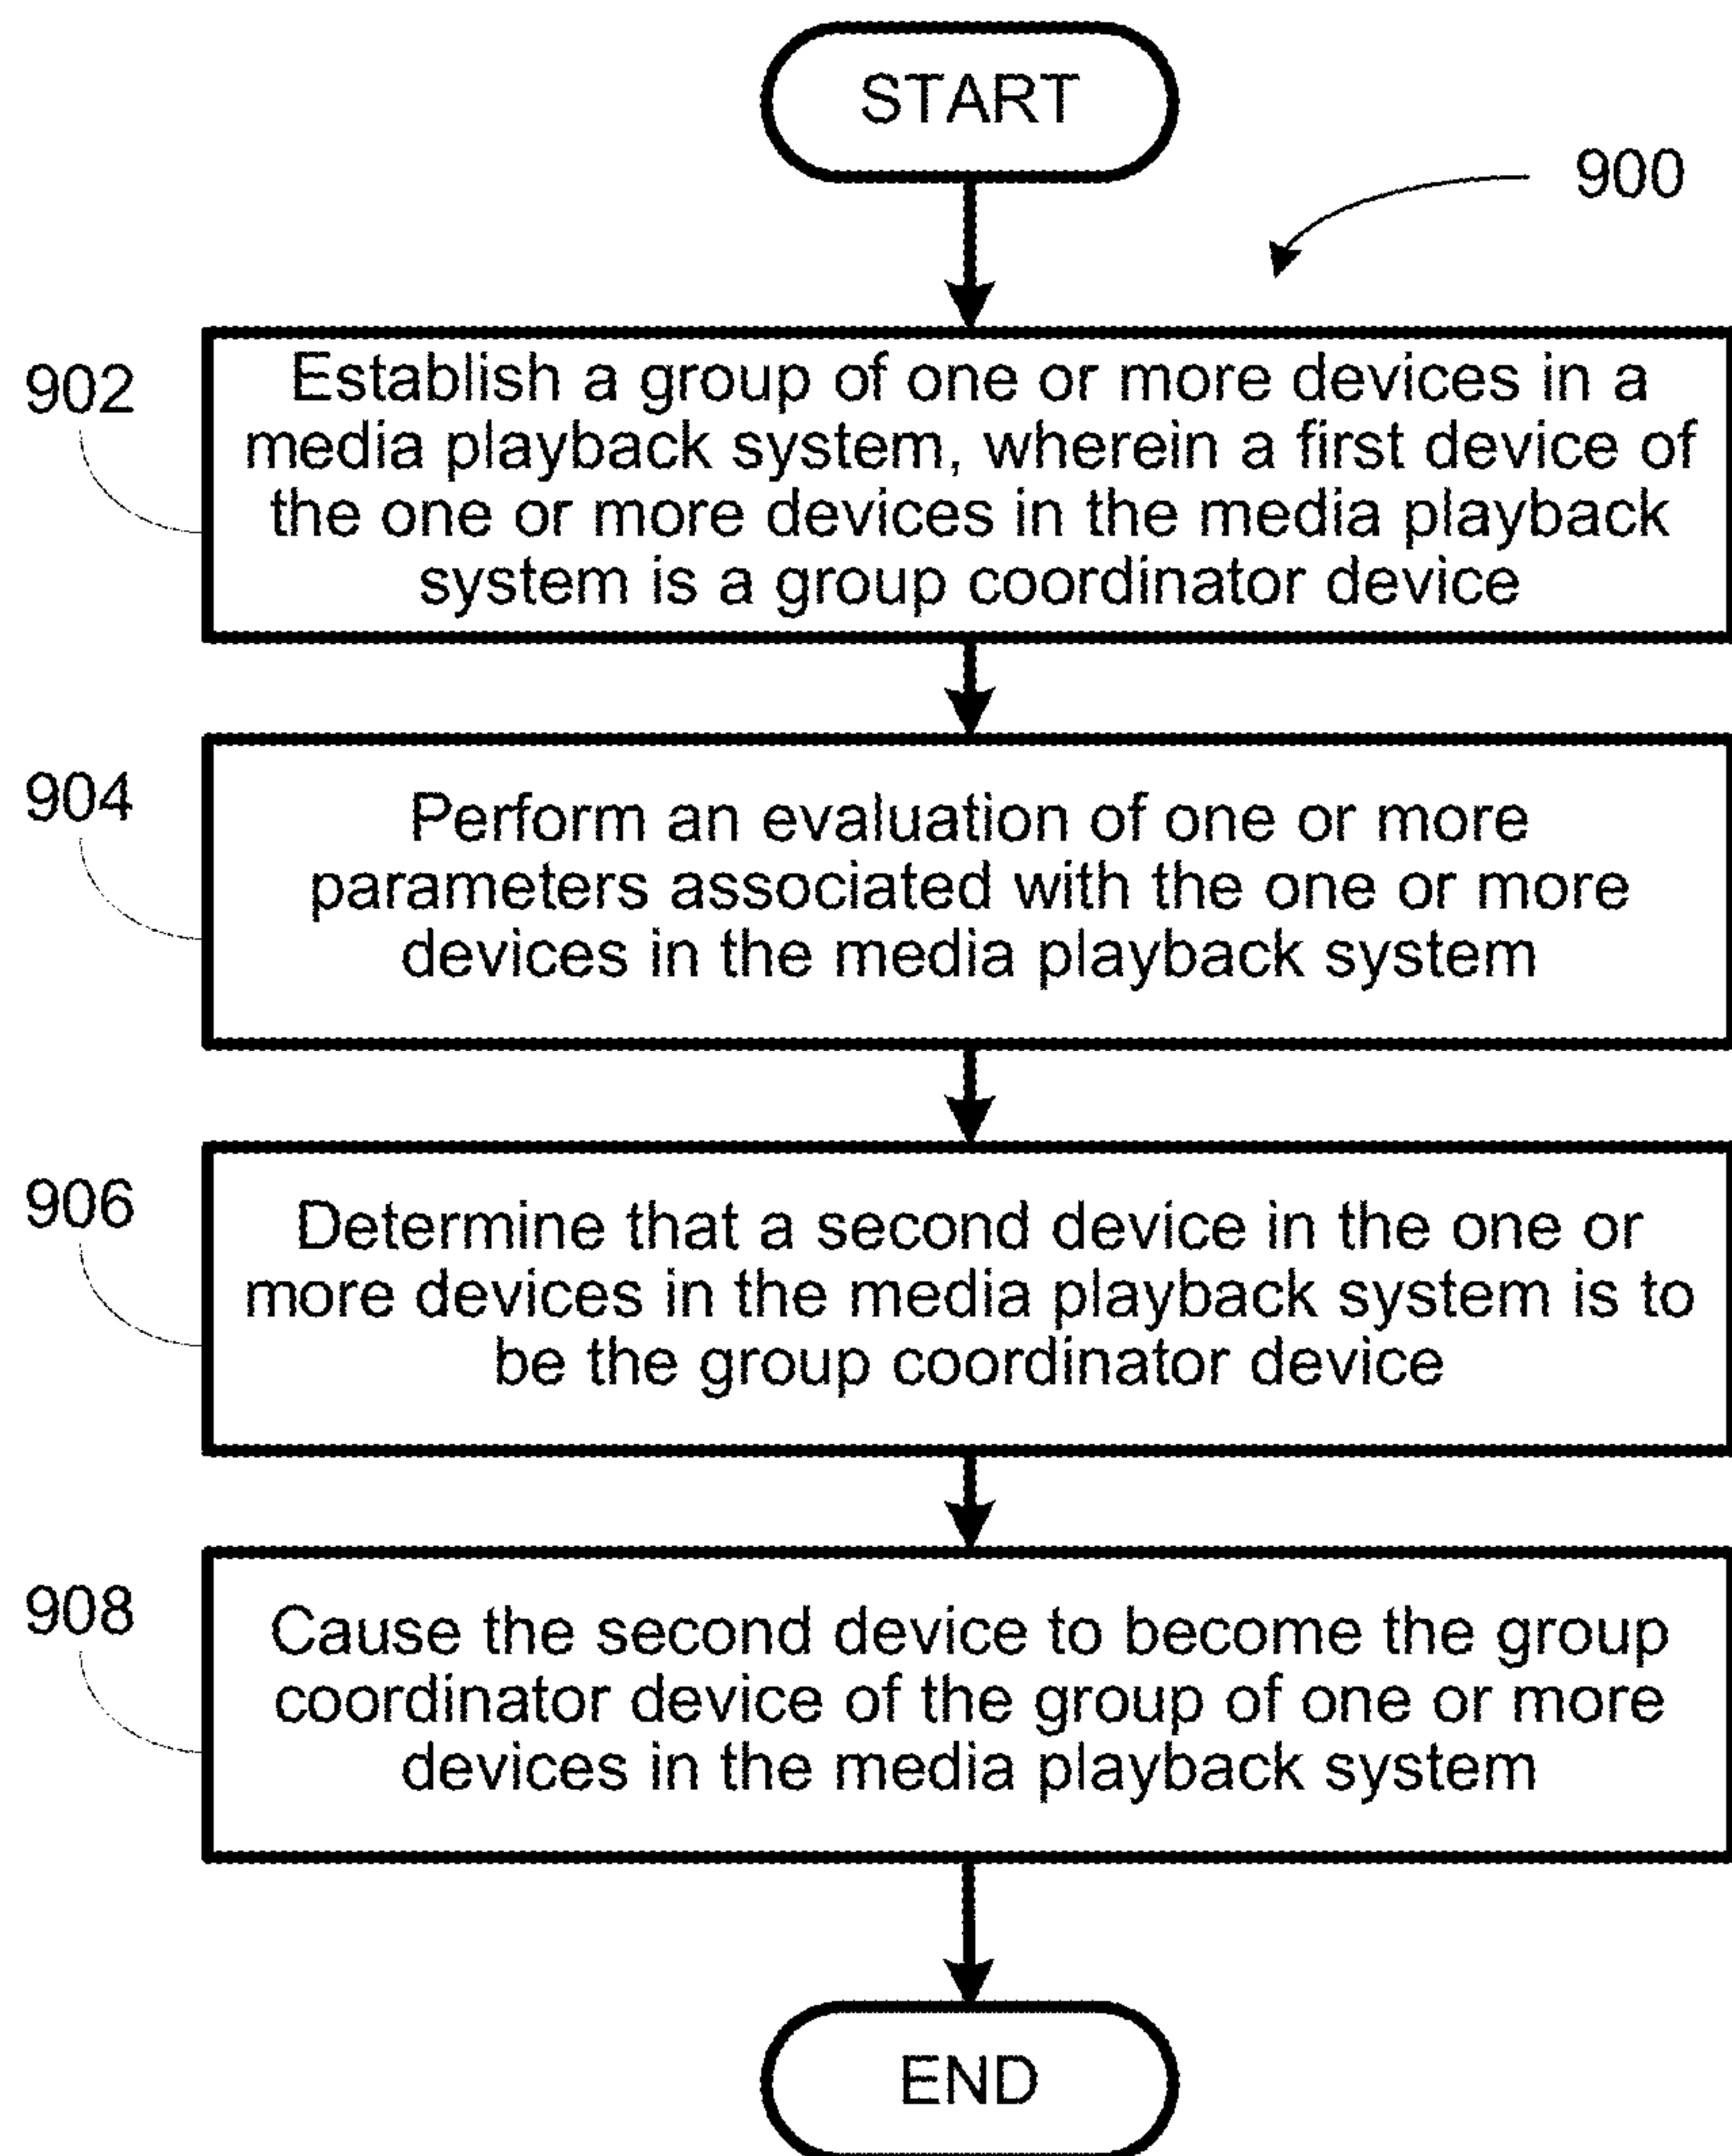 START
900
902
Establish a group of one or more devices in a
media playback system, wherein a first device of
the one or more devices in the media playback
system is a group coordinator device
904
Perform an evaluation of one or more
parameters associated with the one or more
devices in the media playback system
906
Determine that a second device in the one or
more devices in the media playback system is to
be the group coordinator device
908
Cause the second device to become the group
coordinator device of the group of one or more
devices in the media playback system
END